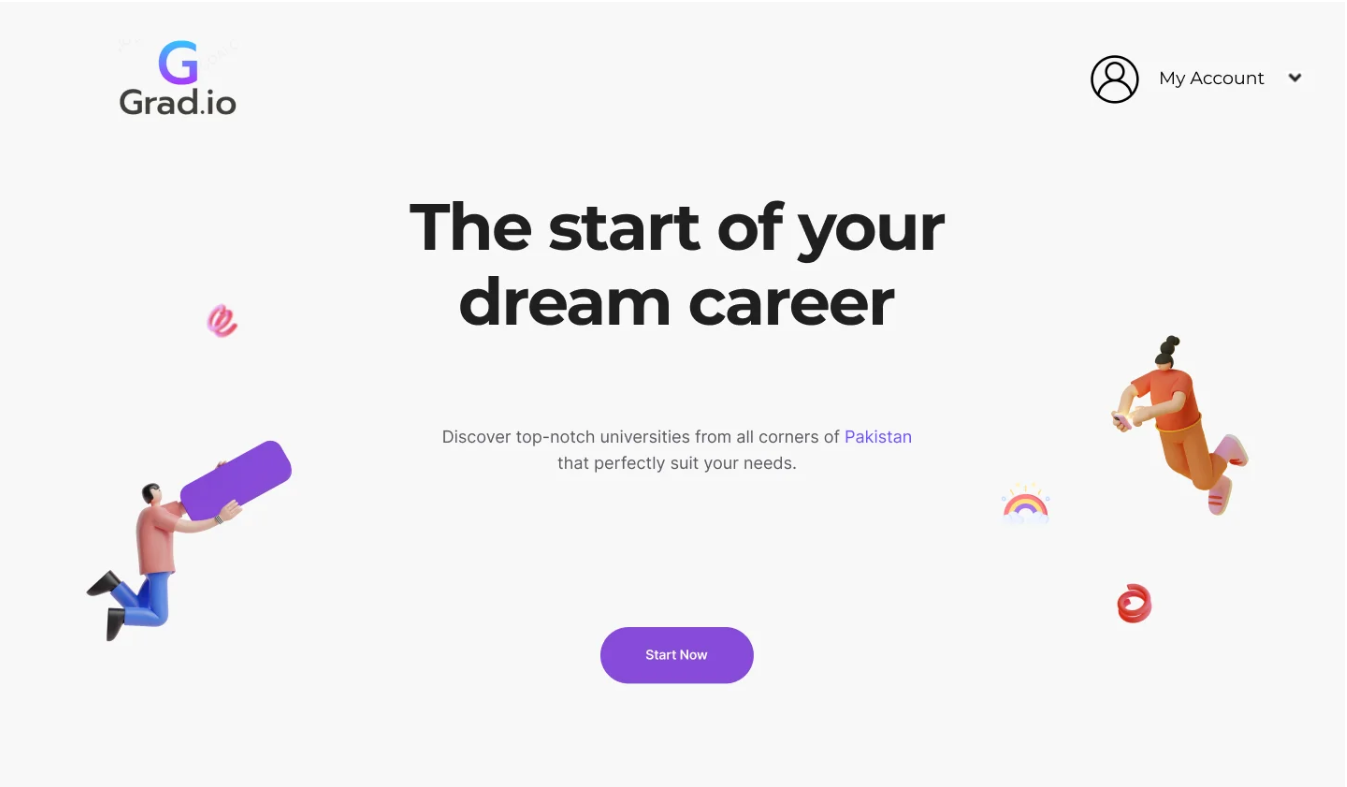 G
Grad.io
My Account
The start of your
dream career
Discover top-notch universities from all corners of Pakistan
that perfectly suit your needs.
Start Now